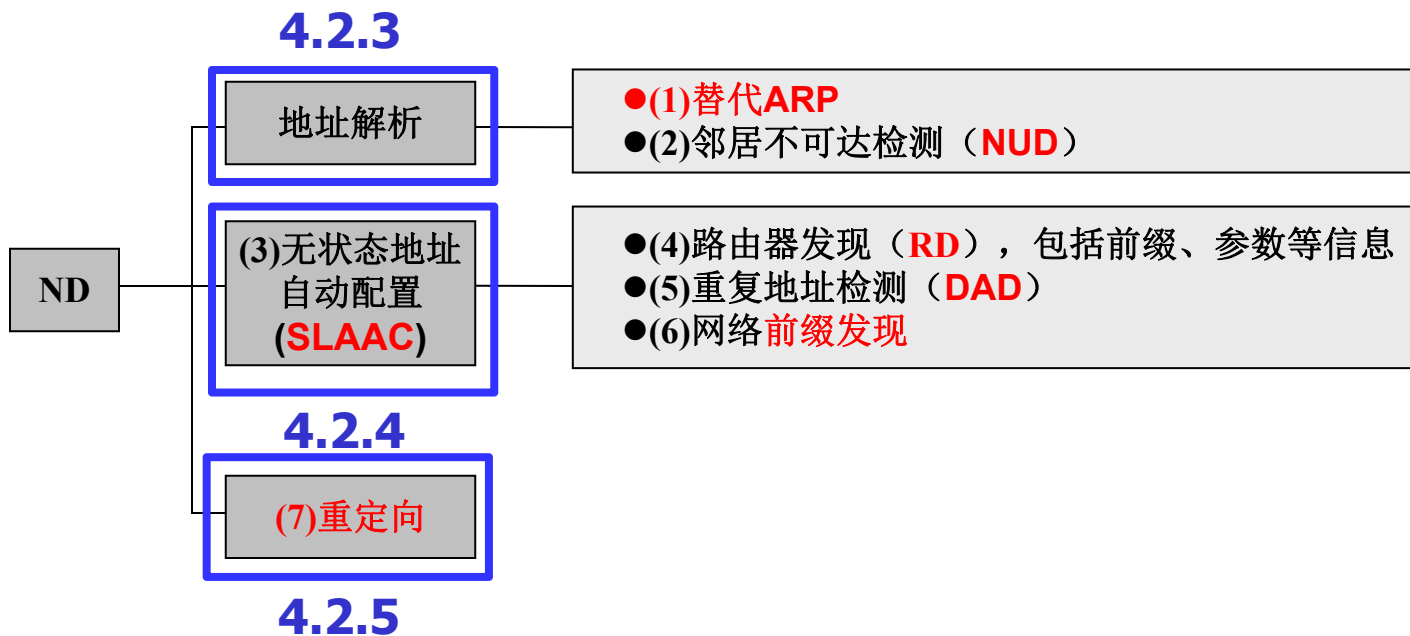 4.2.3
地址解析
●(1)替代ARP
●(2)邻居不可达检测（NUD）
ND
(3)无状态地址
自动配置
(SLAAC)
●(4)路由器发现（RD），包括前缀、参数等信息
●(5)重复地址检测（DAD）
●(6)网络前缀发现
4.2.4
(7)重定向
4.2.5